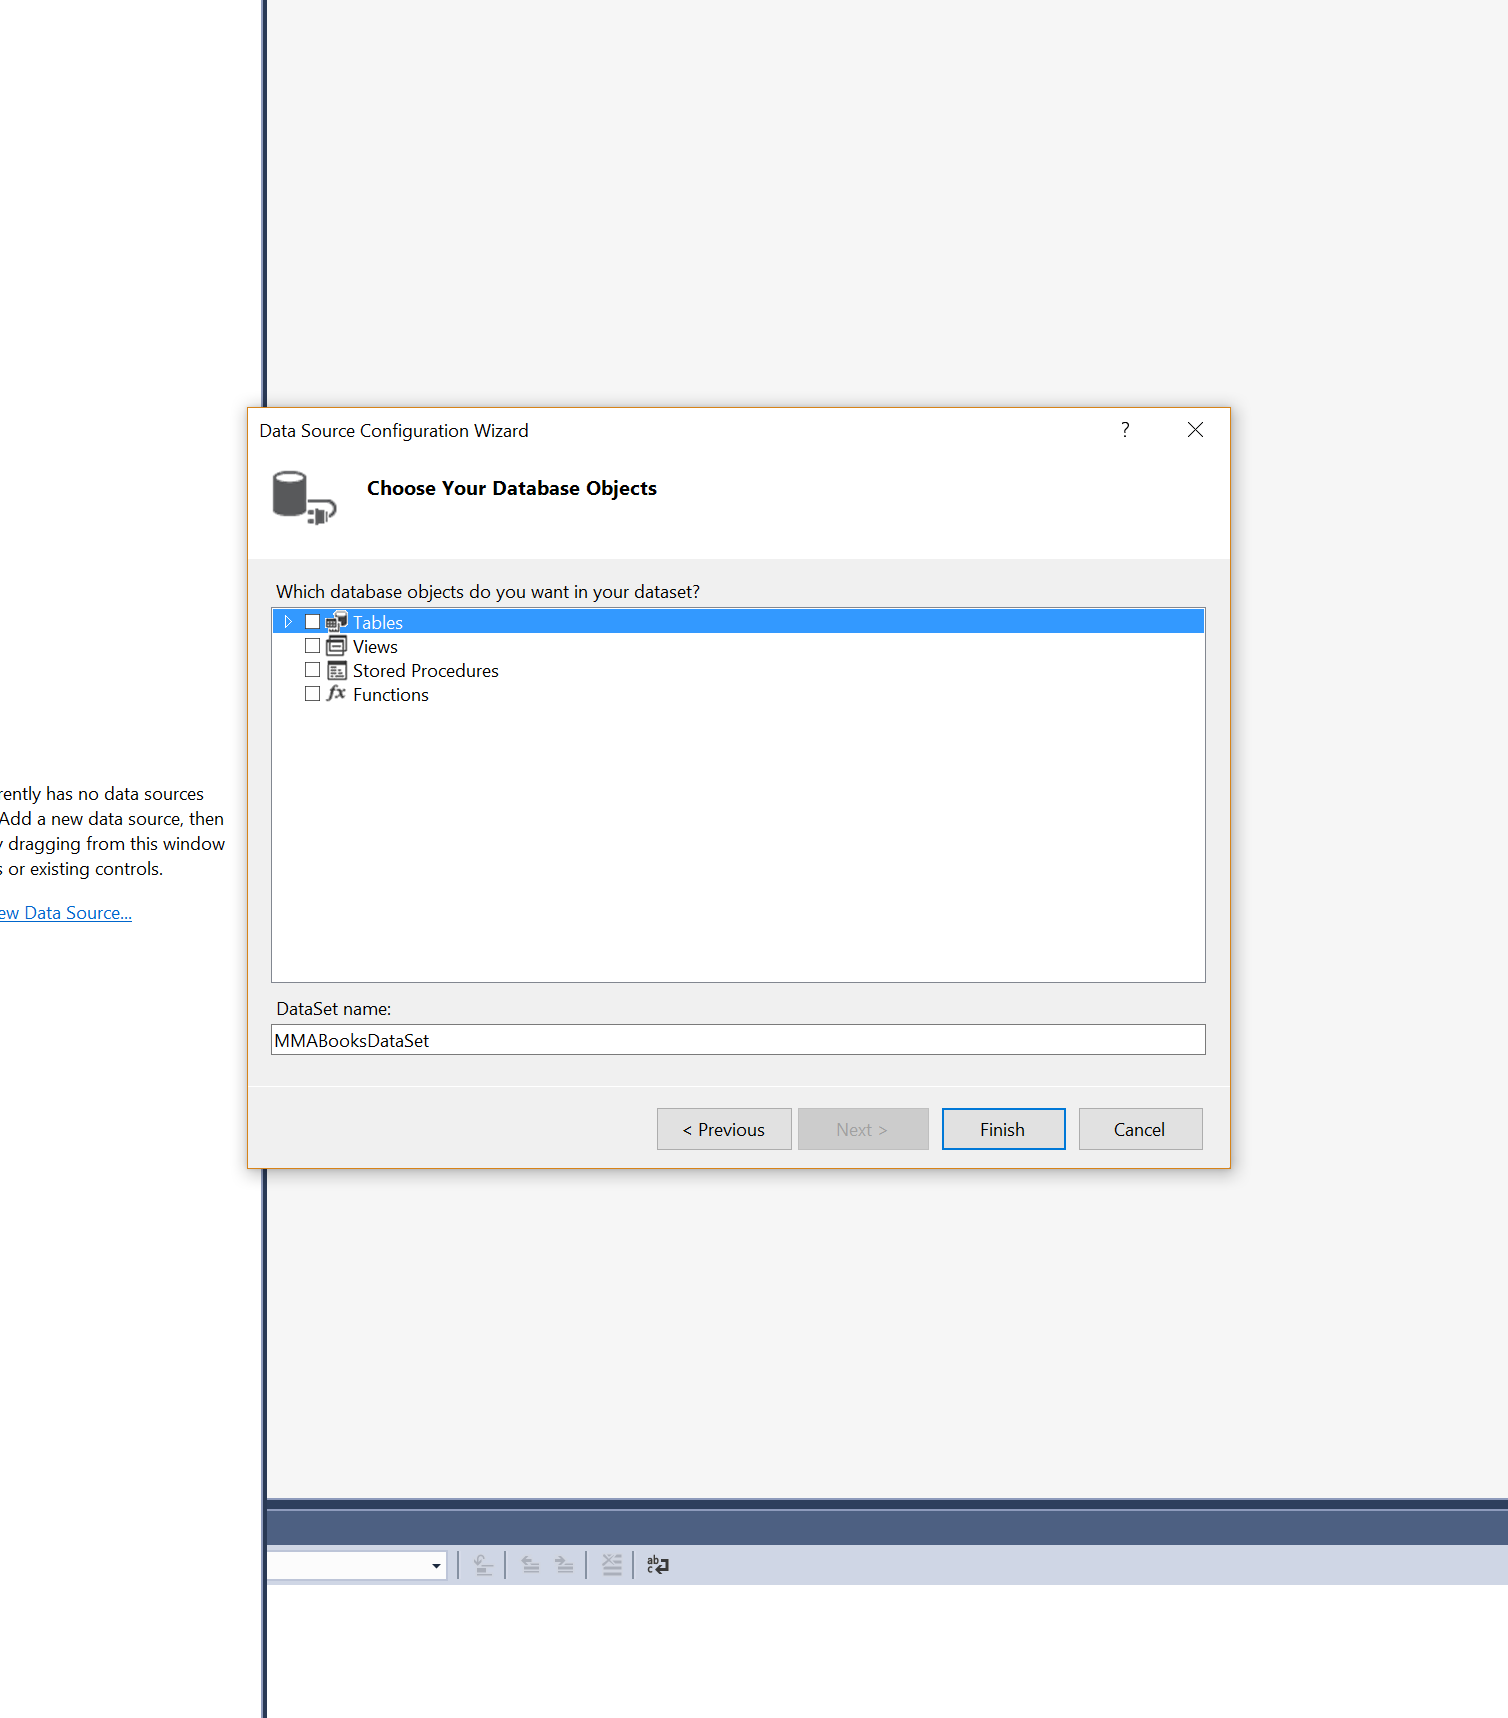 Data Source Configuration Wizard
?
Choose Your Database Objects
Which database objects do you want in your dataset?
Tables
Views
Stored Procedures
fx Functions
rently has no data sources
Add a new data source, then
y dragging from this window
s or existing controls.
ew Data Source...
DataSet name:
MMABooksDataSet
< Previous
Next >
Finish
Cancel
ab
c